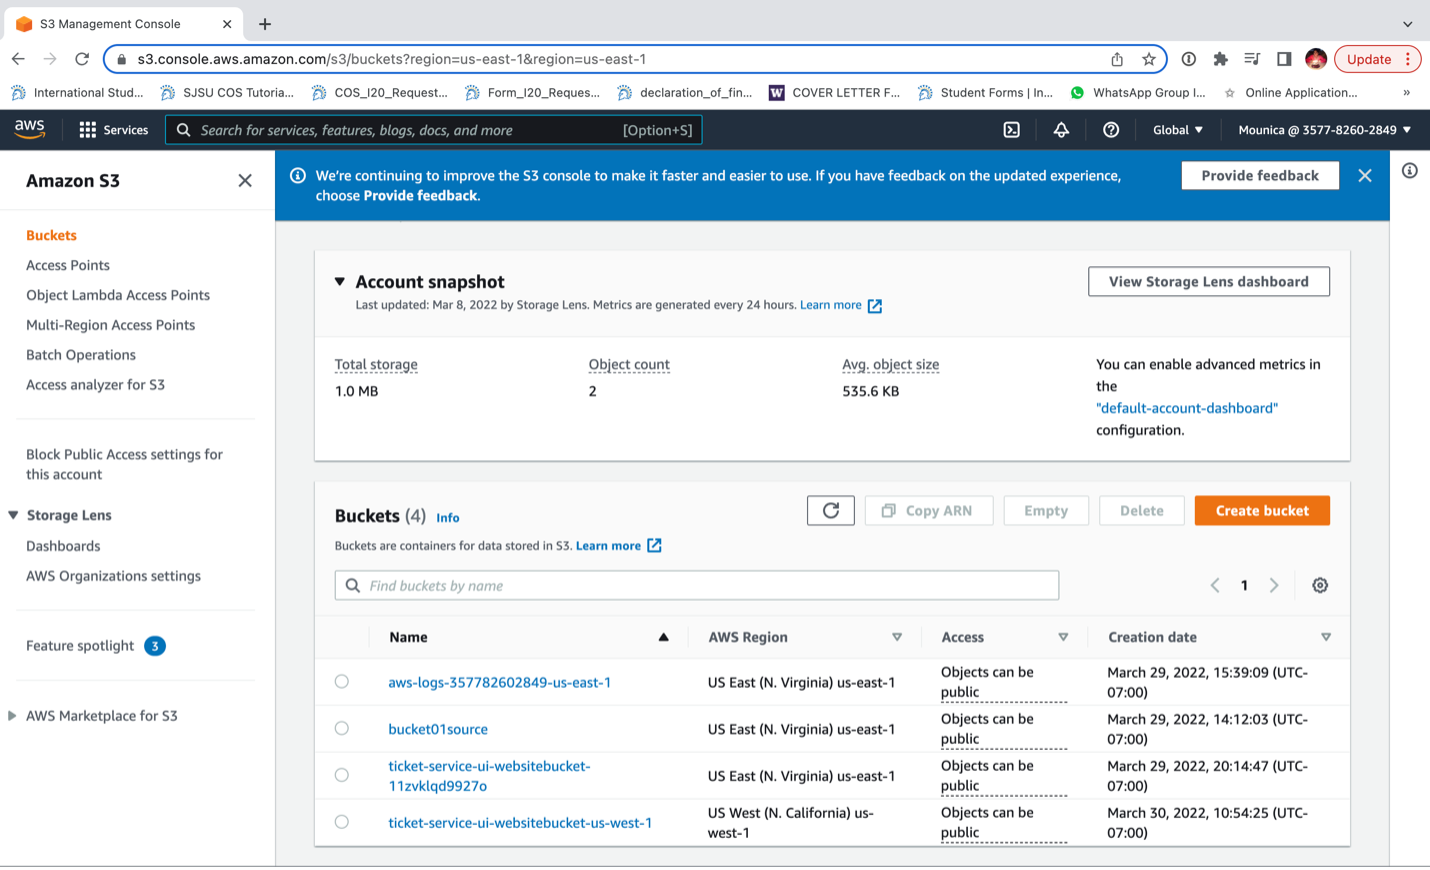 S3 Management Console
s3.console.aws.amazon.com/s3/buckets?region=us-east-1&region=us-east-1
Update
International Stud...
SJSU COS Tutoria...
COS_I20_Request...
Form_I20_Reques...
declaration_of_fin...
W
COVER LETTER F...
Student Forms | In...
WhatsApp Group I...
Online Application...
»
aws
Services
Search for services, features, blogs, docs, and more
[Option+S]
Global
Mounica @ 3577-8260-2849
Amazon S3
We're continuing to improve the S3 console to make it faster and easier to use. If you have feedback on the updated experience,
choose Provide feedback.
Provide feedback
Buckets
Access Points
Object Lambda Access Points
Multi-Region Access Points
Batch Operations
Access analyzer for S3
Block Public Access settings for
this account
Storage Lens
Dashboards
AWS Organizations settings
Feature spotlight 3
AWS Marketplace for S3
Account snapshot
Last updated: Mar 8, 2022 by Storage Lens. Metrics are generated every 24 hours. Learn more
View Storage Lens dashboard
Total storage
1.0 MB
Object count
2
Avg. object size
535.6 KB
You can enable advanced metrics in
the
"default-account-dashboard"
configuration.
Buckets (4) Info
Buckets are containers for data stored in S3. Learn more
Copy ARN
Empty
Delete
Create bucket
Find buckets by name
1
Name
AWS Region
Access
Creation date
aws-logs-357782602849-us-east-1
US East (N. Virginia) us-east-1
Objects can be
public
March 29, 2022, 15:39:09 (UTC-
07:00)
bucket01source
US East (N. Virginia) us-east-1
Objects can be
public
March 29, 2022, 14:12:03 (UTC-
07:00)
ticket-service-ui-websitebucket-
11zvklqd9927o
US East (N. Virginia) us-east-1
Objects can be
public
March 29, 2022, 20:14:47 (UTC-
07:00)
ticket-service-ui-websitebucket-us-west-1
US West (N. California) us-
west-1
Objects can be
public
March 30, 2022, 10:54:25 (UTC-
07:00)